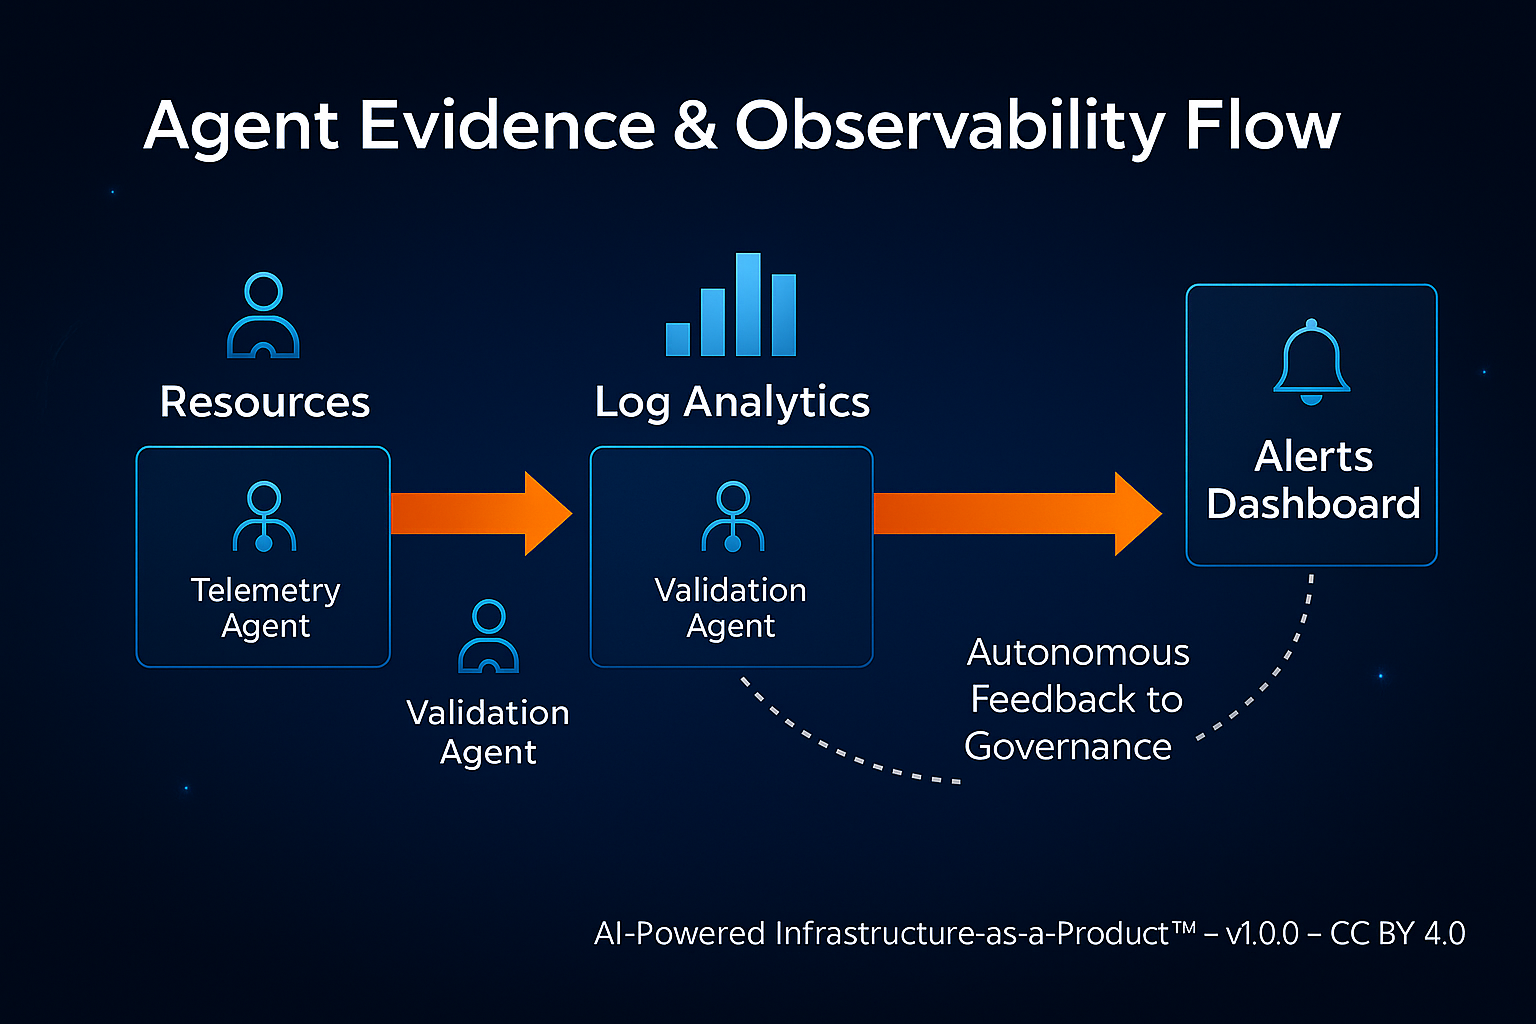 Agent Evidence & Observability Flow
Resources
Telemetry
Agent
Validation
Agent
Log Analytics
Validation
Agent
Alerts
Dashboard
Autonomous
Feedback to
Governance
AI-Powered Infrastructure-as-a-Product™ – v1.0.0 – CC BY 4.0